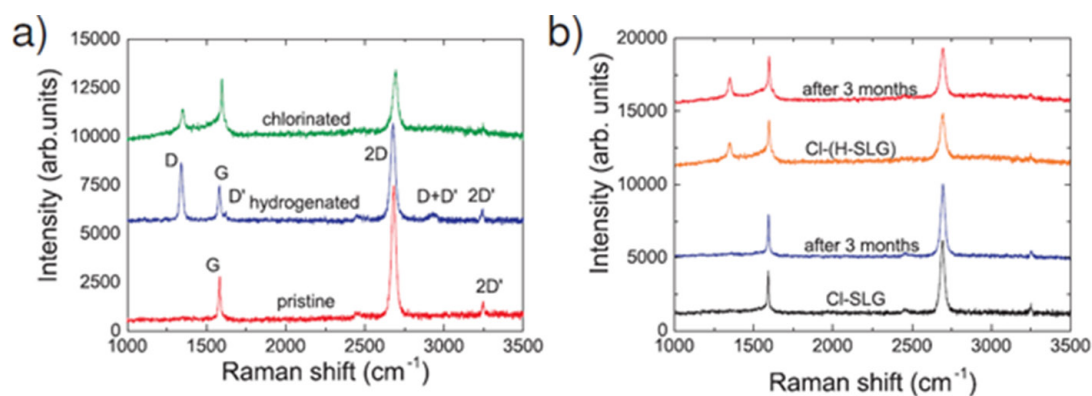 a)
15000
12500
10000
7500
5000
2500
0
Intensity (arb.units)
chlorinated
D
G
D'
hydrogenated
2D
D+D'
2D'
G
pristine
2D'
1000 1500 2000 2500 3000 3500
Raman shift (cm⁻¹)
b)
20000
15000
10000
5000
0
Intensity (arb. units)
after 3 months
Cl-(H-SLG)
after 3 months
Cl-SLG
1000 1500 2000 2500 3000 3500
Raman shift (cm⁻¹)